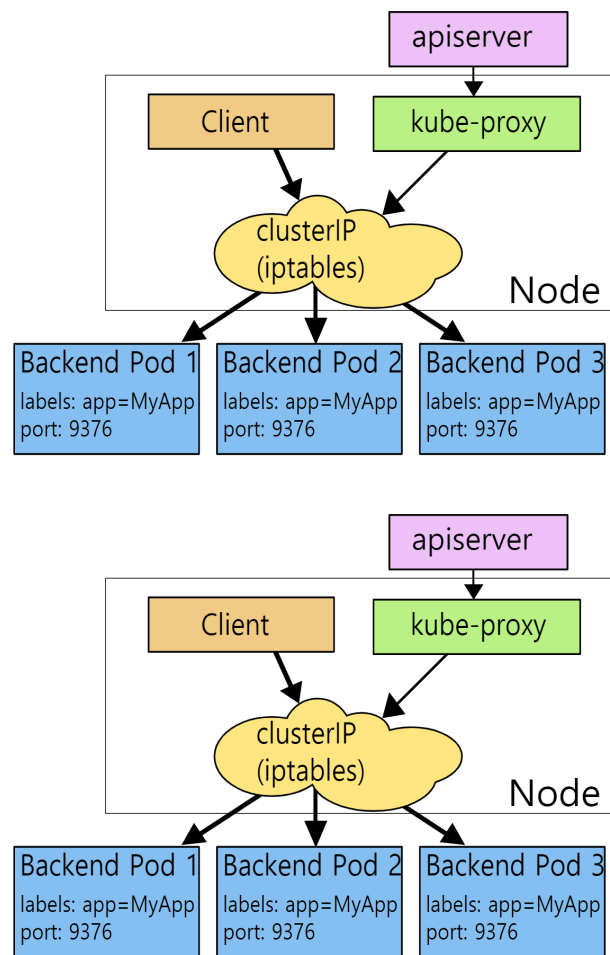 apiserver
Client
kube-proxy
clusterIP
(iptables)
Node
Backend Pod 1
labels: app=MyApp
port: 9376
Backend Pod 2
labels: app=MyApp
port: 9376
Backend Pod 3
labels: app=MyApp
port: 9376
apiserver
Client
kube-proxy
clusterIP
(iptables)
Node
Backend Pod 1
labels: app=MyApp
port: 9376
Backend Pod 2
labels: app=MyApp
port: 9376
Backend Pod 3
labels: app=MyApp
port: 9376